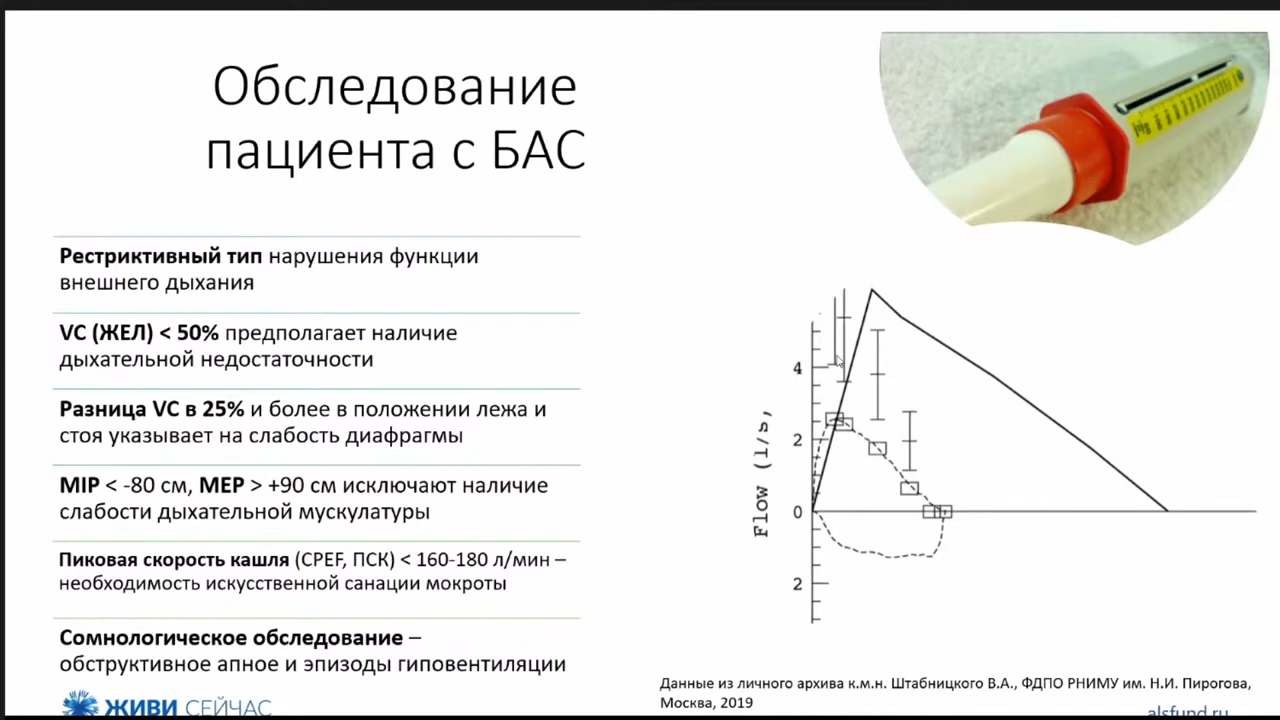 Обследование
пациента с БАС
Рестриктивный тип нарушения функции
внешнего дыхания
VC (ЖЕЛ) < 50% предполагает наличие
дыхательной недостаточности
Разница VC в 25% и более в положении лежа и
стоя указывает на слабость диафрагмы
MIP < -80 см, MEP > +90 см исключают наличие
слабости дыхательной мускулатуры
Пиковая скорость кашля (CPEF, ПСК) < 160-180 л/мин –
необходимость искусственной санации мокроты
Сомнологическое обследование –
обструктивное апное и эпизоды гиповентиляции
ЖИВИ СЕЙЧАС
Flow (l/s,
4
2
0
2
Данные из личного архива к.м.н. Штабницкого В.А., ФДПО РНИМУ им. Н.И. Пирогова,
Москва, 2019
alsfund.ru